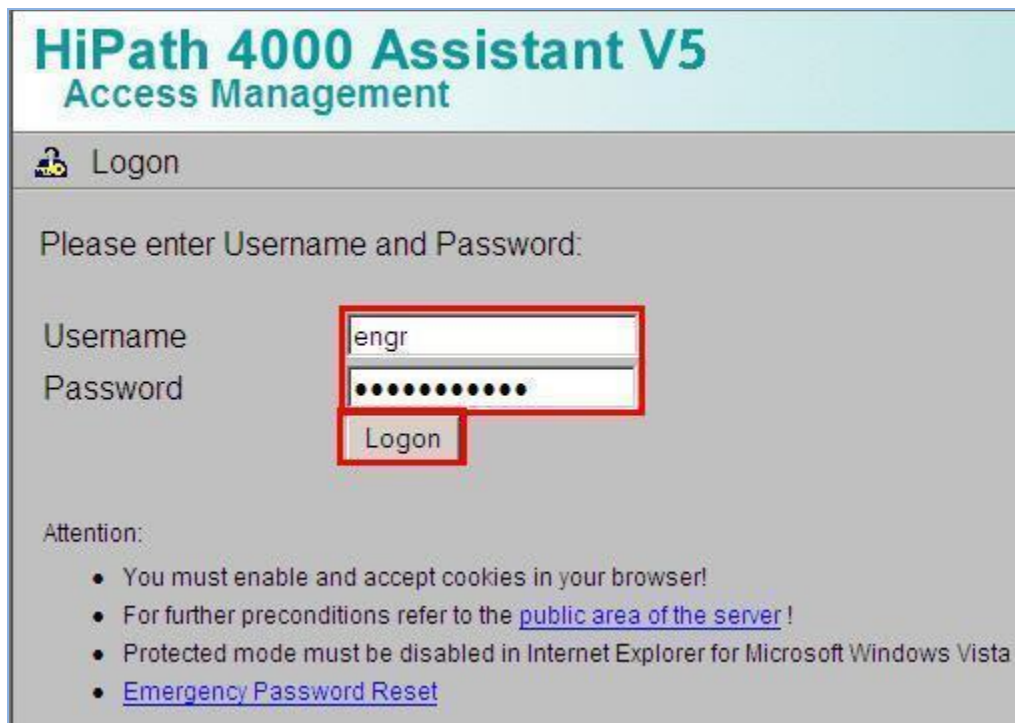 HiPath 4000 Assistant V5
Access Management
Logon
Please enter Username and Password:
Username engr
Password •••••••••••
Logon
Attention:
• You must enable and accept cookies in your browser!
• For further preconditions refer to the public area of the server !
• Protected mode must be disabled in Internet Explorer for Microsoft Windows Vista
• Emergency Password Reset